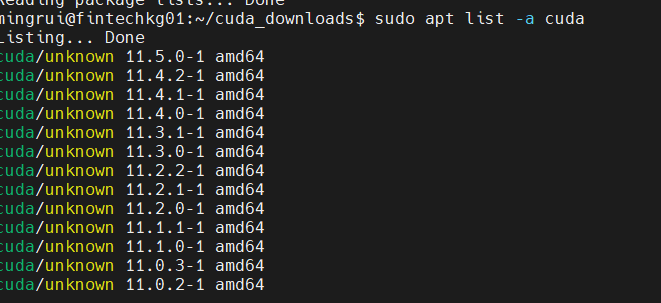 Reading package lists... Done
mingrui@fintechkg01:~/cuda_downloads$ sudo apt list -a cuda
Listing... Done
cuda/unknown 11.5.0-1 amd64
cuda/unknown 11.4.2-1 amd64
cuda/unknown 11.4.1-1 amd64
cuda/unknown 11.4.0-1 amd64
cuda/unknown 11.3.1-1 amd64
cuda/unknown 11.3.0-1 amd64
cuda/unknown 11.2.2-1 amd64
cuda/unknown 11.2.1-1 amd64
cuda/unknown 11.2.0-1 amd64
cuda/unknown 11.1.1-1 amd64
cuda/unknown 11.1.0-1 amd64
cuda/unknown 11.0.3-1 amd64
cuda/unknown 11.0.2-1 amd64